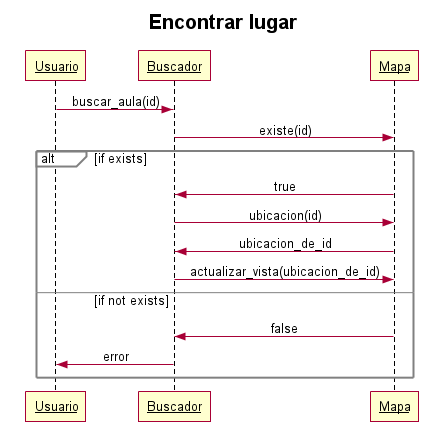 Encontrar lugar
Usuario Buscador Mapa
buscar_aula(id)
existe(id)
alt [if exists]
true
ubicacion(id)
ubicacion_de_id
actualizar_vista(ubicacion_de_id)
[if not exists]
false
error
Usuario Buscador Mapa